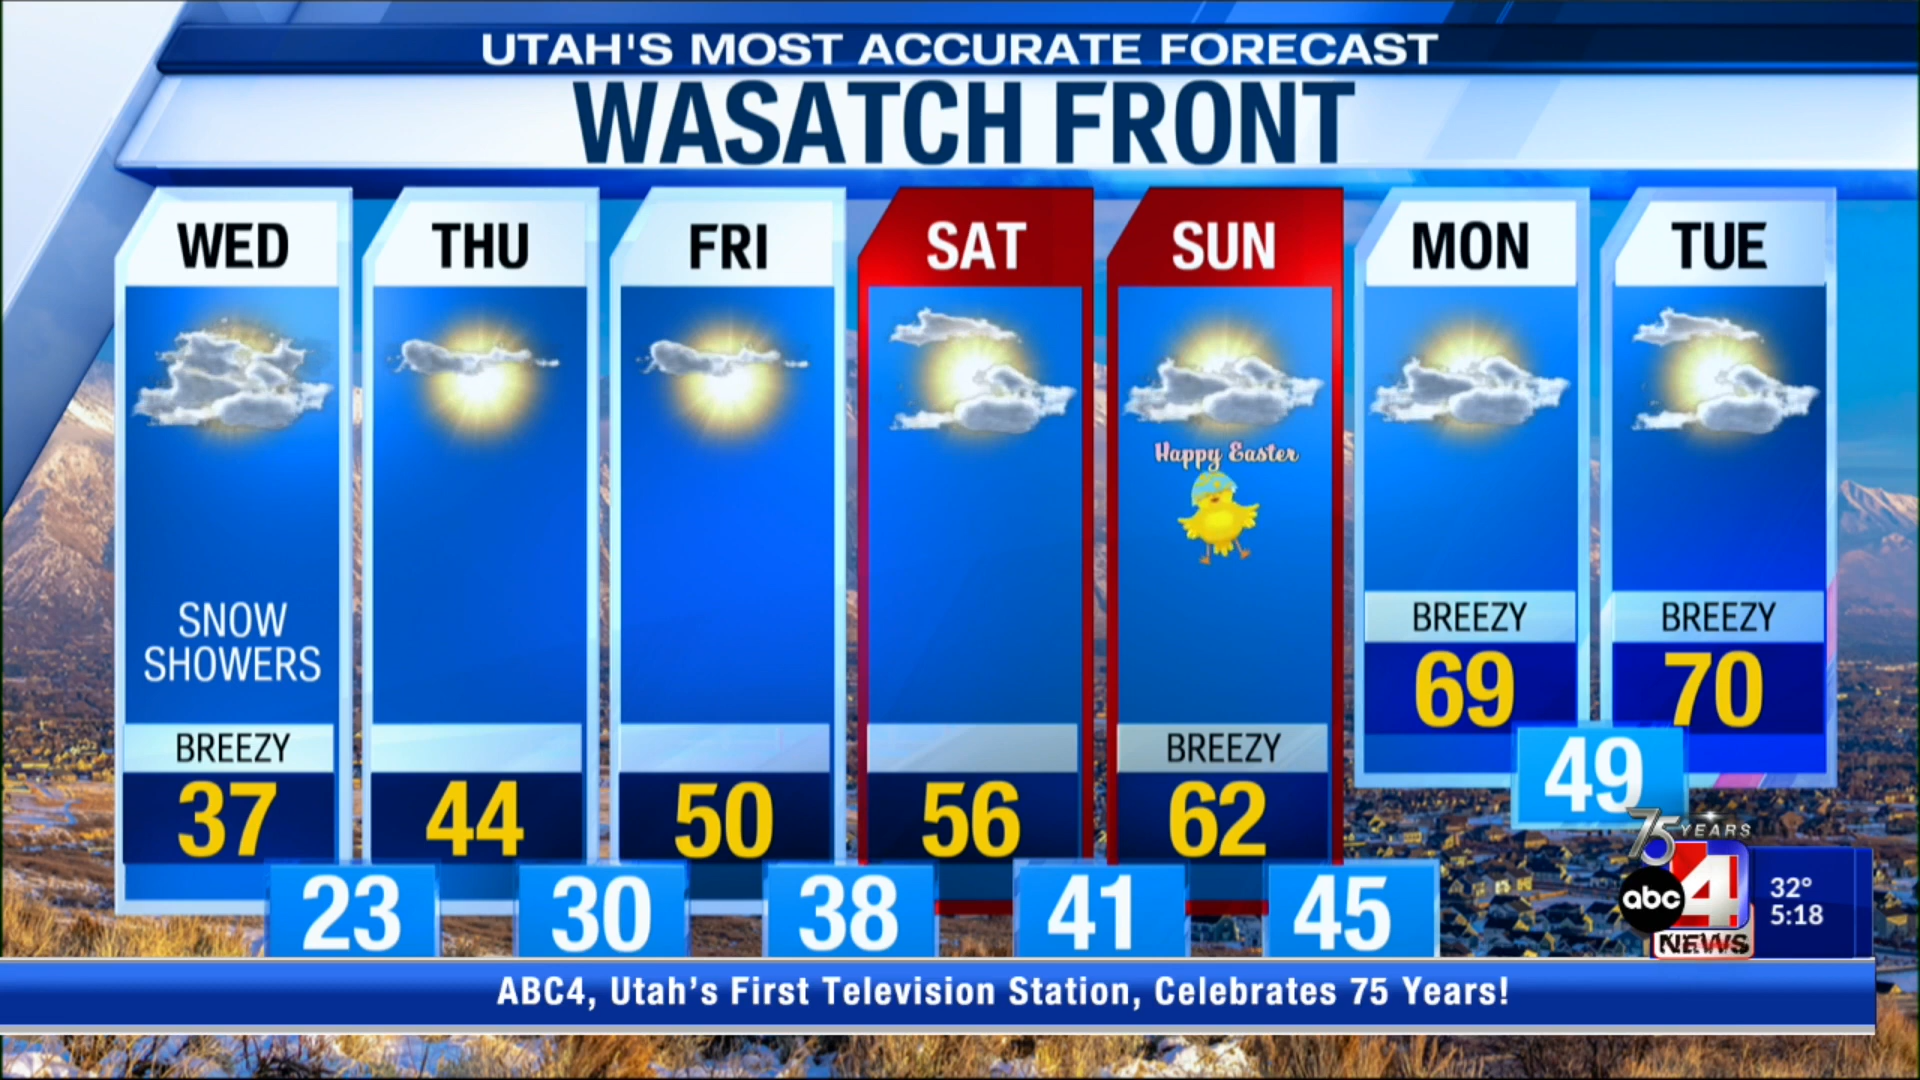 UTAH'S MOST ACCURATE FORECAST
WASATCH FRONT
WED
THU
FRI
SAT
SUN
MON
TUE
Happy Easter
SNOW
SHOWERS
BREEZY
BREEZY
BREEZY
BREEZY
37
44
50
56
62
69
70
23
30
38
41
45
49
75 YEARS
abc 4
NEWS
32°
5:18
ABC4, Utah's First Television Station, Celebrates 75 Years!